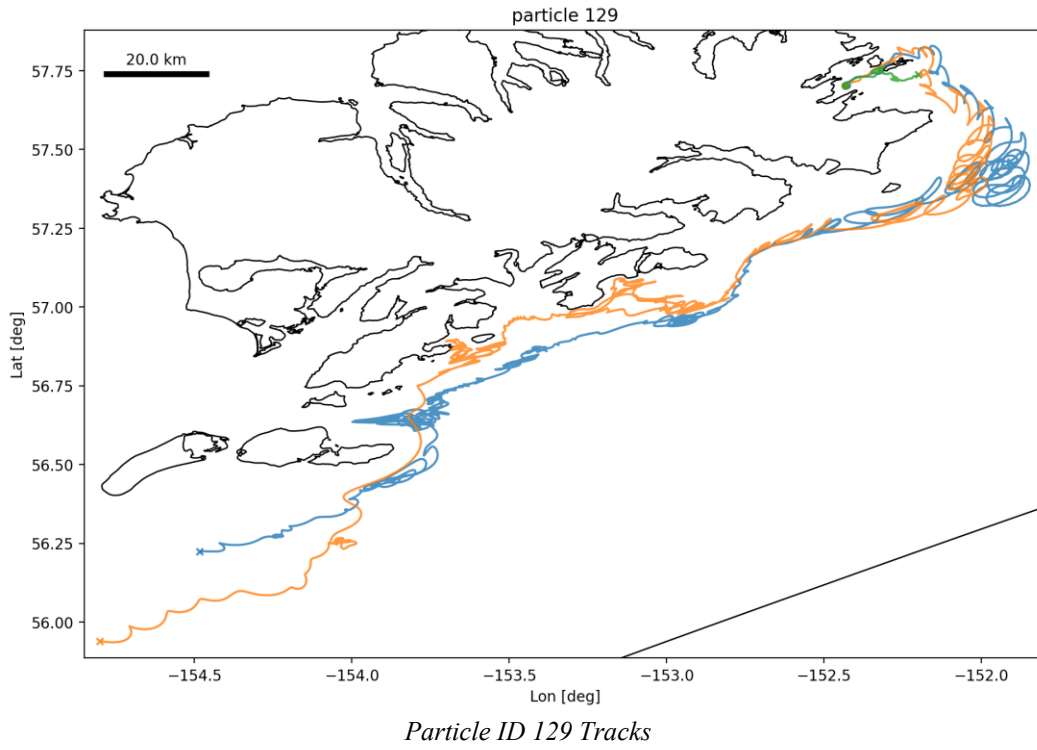 particle 129
20.0 km
57.75
57.50
57.25
57.00
56.75
56.50
56.25
56.00
Lat [deg]
−154.5
−154.0
−153.5
−153.0
−152.5
−152.0
Lon [deg]
Particle ID 129 Tracks